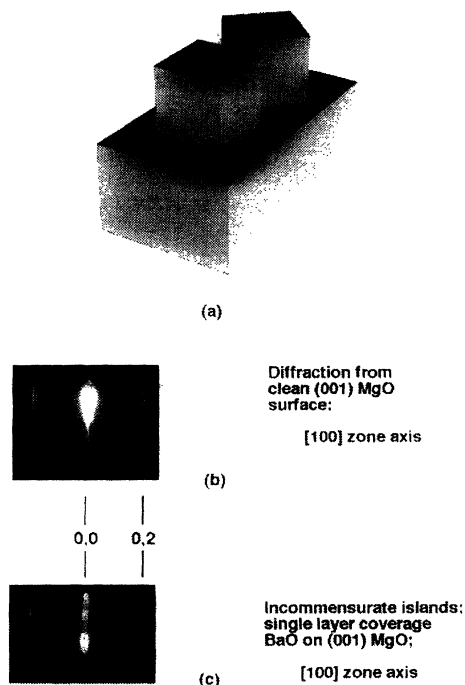 (a)
Diffraction from
clean (001) MgO
surface:
[100] zone axis
(b)
0,0
0,2
Incommensurate islands:
single layer coverage
BaO on (001) MgO;
[100] zone axis
(c)